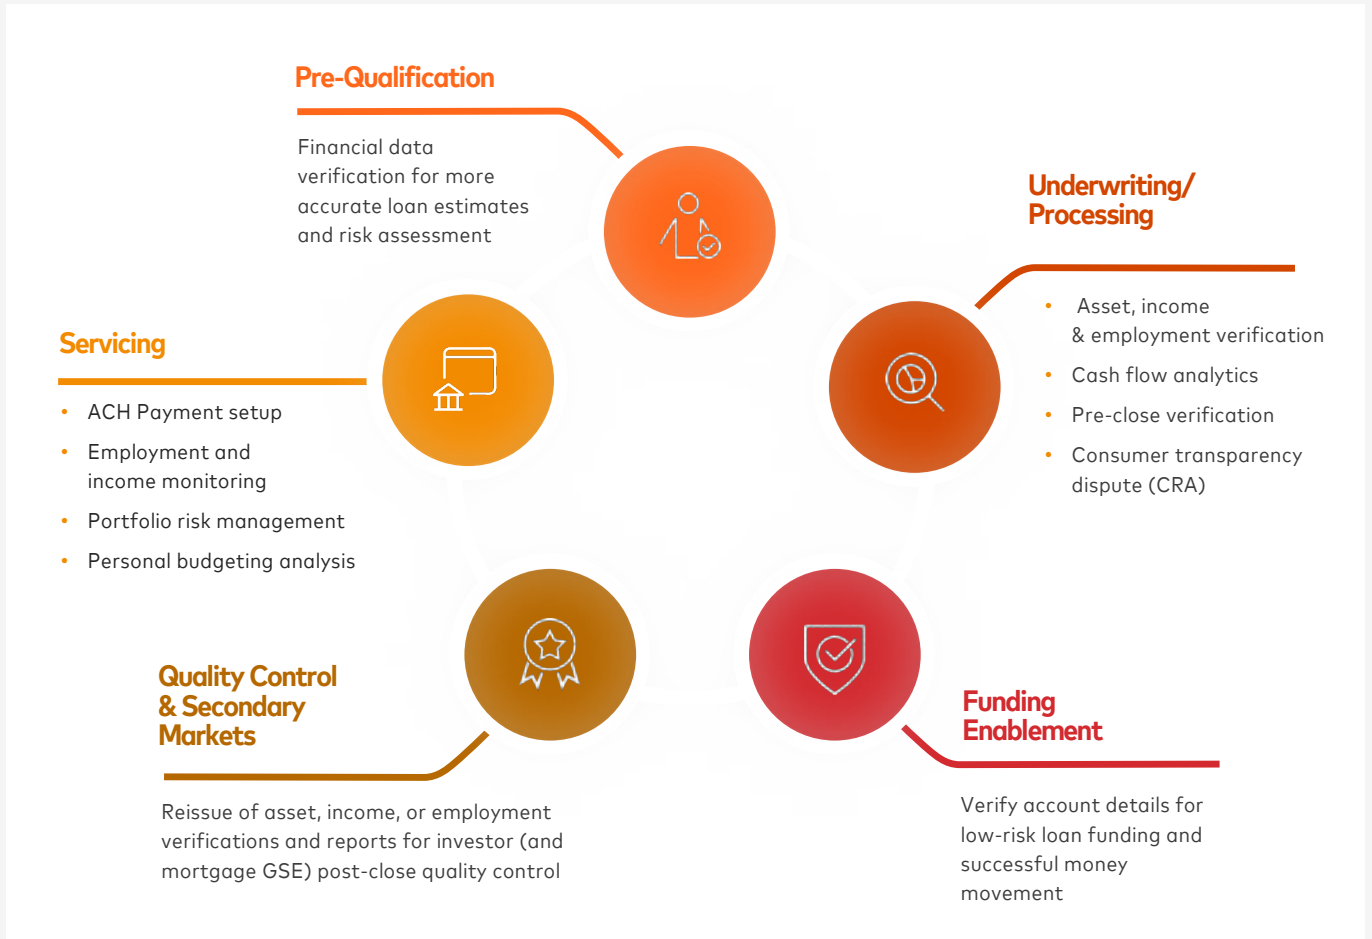 Pre-Qualification
Financial data
verification for more
accurate loan estimates
and risk assessment
Underwriting/
Processing
• Asset, income
& employment verification
• Cash flow analytics
• Pre-close verification
• Consumer transparency
dispute (CRA)
Servicing
• ACH Payment setup
• Employment and
income monitoring
• Portfolio risk management
• Personal budgeting analysis
Quality Control
& Secondary
Markets
Reissue of asset, income, or employment
verifications and reports for investor (and
mortgage GSE) post-close quality control
Funding
Enablement
Verify account details for
low-risk loan funding and
successful money
movement